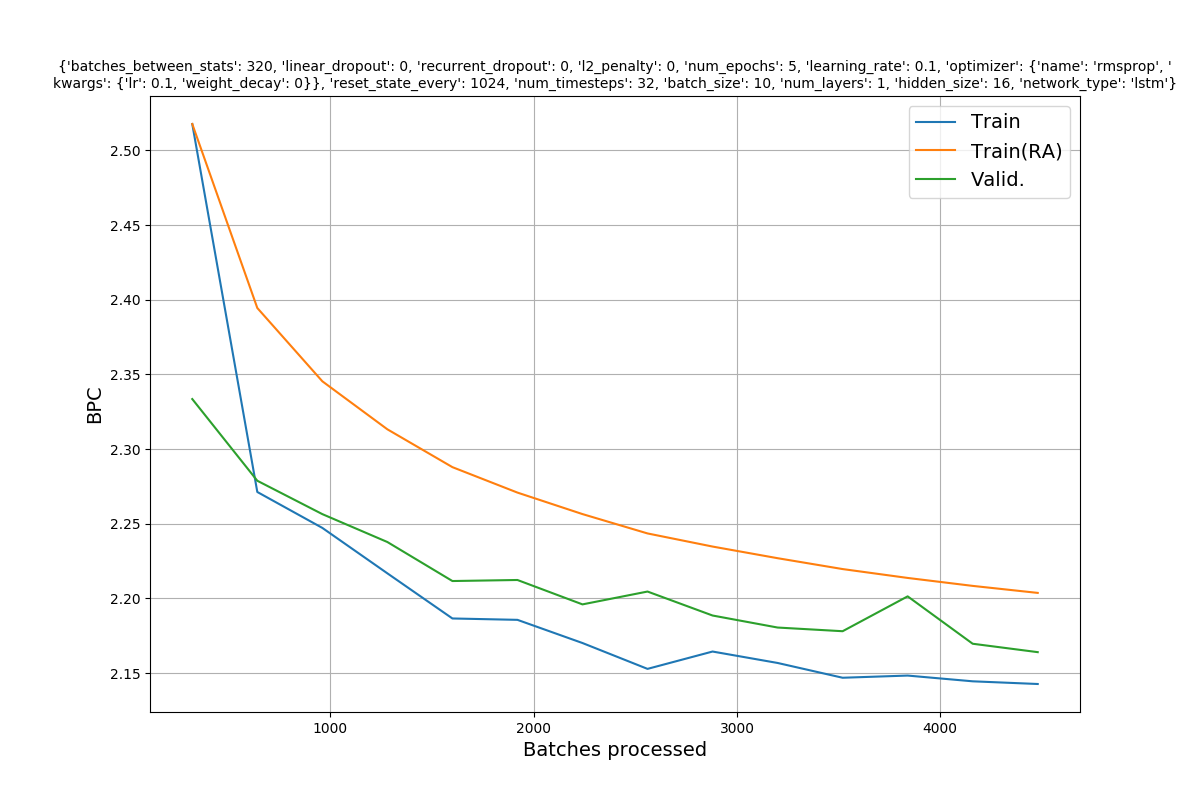 {'batches_between_stats': 320, 'linear_dropout': 0, 'recurrent_dropout': 0, 'l2_penalty': 0, 'num_epochs': 5, 'learning_rate': 0.1, 'optimizer': {'name': 'rmsprop', '
kwargs': {'lr': 0.1, 'weight_decay': 0}}, 'reset_state_every': 1024, 'num_timesteps': 32, 'batch_size': 10, 'num_layers': 1, 'hidden_size': 16, 'network_type': 'lstm'}
Train
Train(RA)
Valid.
2.50
2.45
2.40
2.35
2.30
2.25
2.20
2.15
BPC
1000 2000 3000 4000
Batches processed